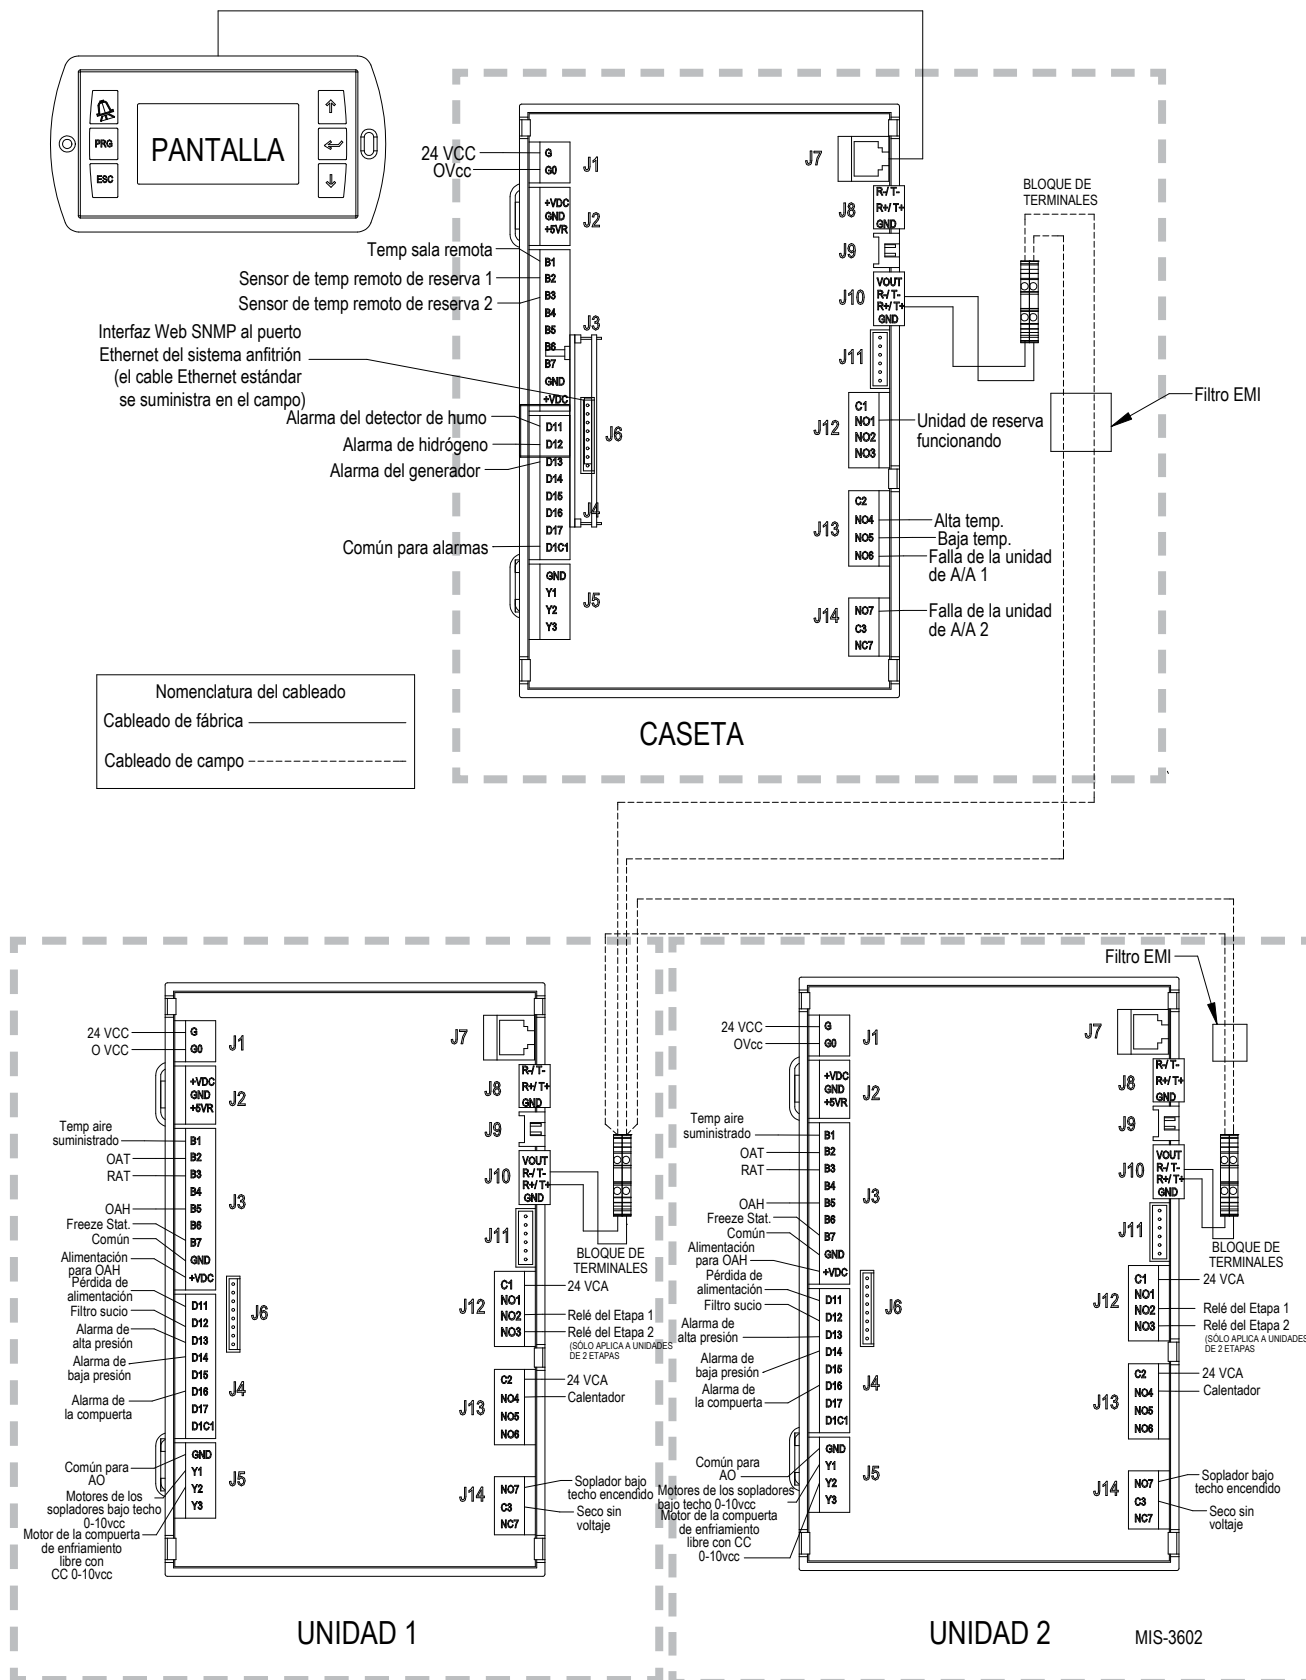 PRG
ESC
PANTALLA
24 VCC
OVcc
G
G0
J1
+VDC
GND
+5VR
J2
Temp sala remota
Sensor de temp remoto de reserva 1
Sensor de temp remoto de reserva 2
B1
B2
B3
B4
B5
B6
B7
GND
+VDC
J3
Interfaz Web SNMP al puerto
Ethernet del sistema anfitrión
(el cable Ethernet estándar
se suministra en el campo)
Alarma del detector de humo
Alarma de hidrógeno
Alarma del generador
Común para alarmas
D11
D12
D13
D14
D15
D16
D17
D1C1
J6
J4
GND
Y1
Y2
Y3
J5
J7
R-/ T-
R+/ T+
GND
J8
J9
VOUT
R-/ T-
R+/ T+
GND
J10
J11
C1
NO1
NO2
NO3
J12
Unidad de reserva
funcionando
C2
NO4
NO5
NO6
J13
Alta temp.
Baja temp.
Falla de la unidad
de A/A 1
NO7
C3
NC7
J14
Falla de la unidad
de A/A 2
BLOQUE DE
TERMINALES
Filtro EMI
CASETA
Nomenclatura del cableado
Cableado de fábrica
Cableado de campo
24 VCC
O VCC
G
G0
J1
+VDC
GND
+5VR
J2
Temp aire
suministrado
OAT
RAT
OAH
Freeze Stat.
Común
Alimentación
para OAH
B1
B2
B3
B4
B5
B6
B7
GND
+VDC
J3
Pérdida de
alimentación
Filtro sucio
Alarma de
alta presión
Alarma de
baja presión
Alarma de
la compuerta
D11
D12
D13
D14
D15
D16
D17
D1C1
J6
J4
Común para
AO
Motores de los
sopladores bajo techo
0-10vcc
Motor de la compuerta
de enfriamiento
libre con
CC 0-10vcc
GND
Y1
Y2
Y3
J5
J7
R-/ T-
R+/ T+
GND
J8
J9
VOUT
R-/ T-
R+/ T+
GND
J10
J11
BLOQUE DE
TERMINALES
C1
NO1
NO2
NO3
J12
24 VCA
Relé del Etapa 1
Relé del Etapa 2
(SÓLO APLICA A UNIDADES
DE 2 ETAPAS
C2
NO4
NO5
NO6
J13
24 VCA
Calentador
NO7
C3
NC7
J14
Soplador bajo
techo encendido
Seco sin
voltaje
UNIDAD 1
Filtro EMI
24 VCC
OVcc
G
G0
J1
+VDC
GND
+5VR
J2
Temp aire
suministrado
OAT
RAT
OAH
Freeze Stat.
Común
Alimentación
para OAH
B1
B2
B3
B4
B5
B6
B7
GND
+VDC
J3
Pérdida de
alimentación
Filtro sucio
Alarma de
alta presión
Alarma de
baja presión
Alarma de
la compuerta
D11
D12
D13
D14
D15
D16
D17
D1C1
J6
J4
Común para
AO
Motores de los sopladores
bajo techo 0-10vcc
Motor de la compuerta
de enfriamiento
libre con CC
0-10vcc
GND
Y1
Y2
Y3
J5
J7
R-/ T-
R+/ T+
GND
J8
J9
VOUT
R-/ T-
R+/ T+
GND
J10
J11
BLOQUE DE
TERMINALES
C1
NO1
NO2
NO3
J12
24 VCA
Relé del Etapa 1
Relé del Etapa 2
(SÓLO APLICA A UNIDADES
DE 2 ETAPAS
C2
NO4
NO5
NO6
J13
24 VCA
Calentador
NO7
C3
NC7
J14
Soplador bajo
techo encendido
Seco sin
voltaje
UNIDAD 2
MIS-3602